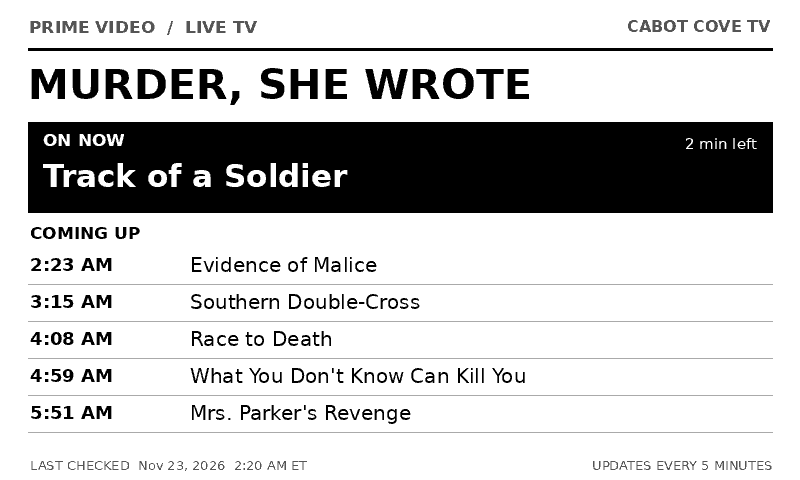 PRIME VIDEO / LIVE TV
CABOT COVE TV
MURDER, SHE WROTE
ON NOW
2 min left
Track of a Soldier
COMING UP
2:23 AM Evidence of Malice
3:15 AM Southern Double-Cross
4:08 AM Race to Death
4:59 AM What You Don't Know Can Kill You
5:51 AM Mrs. Parker's Revenge
LAST CHECKED Nov 23, 2026 2:20 AM ET
UPDATES EVERY 5 MINUTES